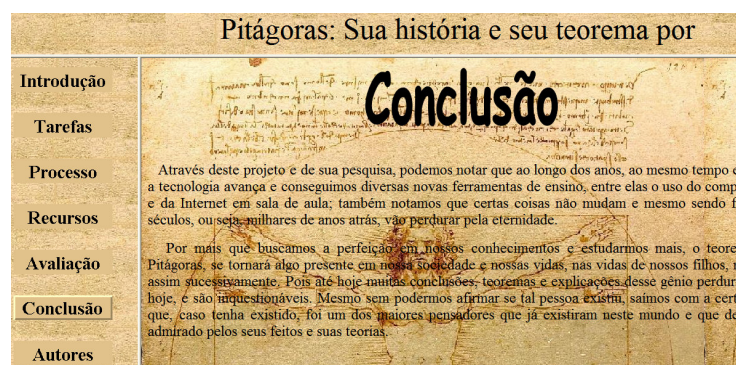 Pitágoras: Sua história e seu teorema por
Introdução
Tarefas
Processo
Recursos
Avaliação
Conclusão
Autores
Conclusão
Através deste projeto e de sua pesquisa, podemos notar que ao longo dos anos, ao mesmo tempo
a tecnologia avança e conseguimos diversas novas ferramentas de ensino, entre elas o uso do
e da Internet em sala de aula; também notamos que certas coisas não mudam e mesmo sendo
séculos, ou seja, milhares de anos atrás, vão perdurar pela eternidade.
Por mais que buscamos a perfeição em nossos conhecimentos e estudarmos mais, o
Pitágoras, se tornará algo presente em nossa sociedade e nossas vidas, nas vidas de nossos filhos,
assim sucessivamente. Pois até hoje muitas conclusões, teoremas e explicações desse gênio
hoje, e são inquestionáveis. Mesmo sem podermos afirmar se tal pessoa existiu, saímos com a
que, caso tenha existido, foi um dos maiores pensadores que já existiram neste mundo e que
admirado pelos seus feitos e suas teorias.